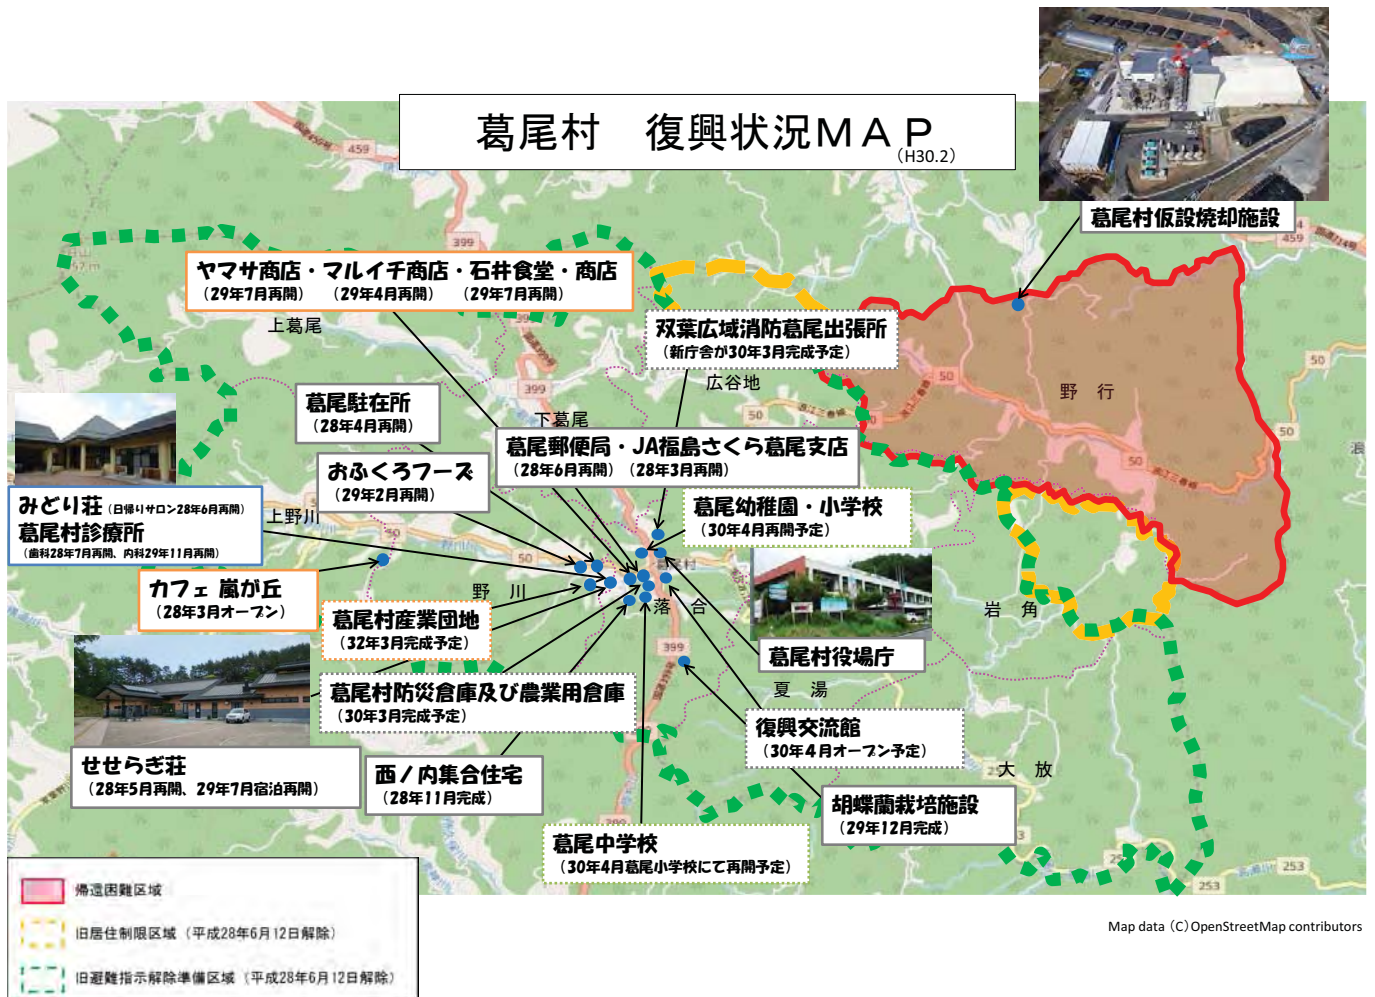 葛尾村 復興状況MAP
(H30.2)
葛尾村仮設焼却施設
459
399
459
ヤマサ商店・マルイチ商店・石井食堂・商店
(29年7月再開) (29年4月再開) (29年7月再開)
上葛尾
双葉広域消防葛尾出張所
(新庁舎が30年3月完成予定)
広谷地
399
50
50
50
野 行
葛尾駐在所
(28年4月再開)
下葛尾
葛尾郵便局・JA福島さくら葛尾支店
(28年6月再開) (28年3月再開)
おふくろフーズ
(29年2月再開)
50
浪
みどり荘 (日帰りサロン28年6月再開)
葛尾村診療所
(歯科28年7月再開、内科29年11月再開)
上野川
葛尾幼稚園・小学校
(30年4月再開予定)
50
50
カフェ 嵐が丘
(28年3月オープン)
野 川
落 合
岩 角
葛尾村産業団地
(32年3月完成予定)
399
葛尾村役場庁
葛尾村防災倉庫及び農業用倉庫
(30年3月完成予定)
夏 湯
復興交流館
(30年4月オープン予定)
せせらぎ荘
(28年5月再開、29年7月宿泊再開)
西ノ内集合住宅
(28年11月完成)
大 放
胡蝶蘭栽培施設
(29年12月完成)
葛尾中学校
(30年4月葛尾小学校にて再開予定)
253
253
帰還困難区域
旧居住制限区域 (平成28年6月12日解除)
旧避難指示解除準備区域 (平成28年6月12日解除)
Map data (C)OpenStreetMap contributors